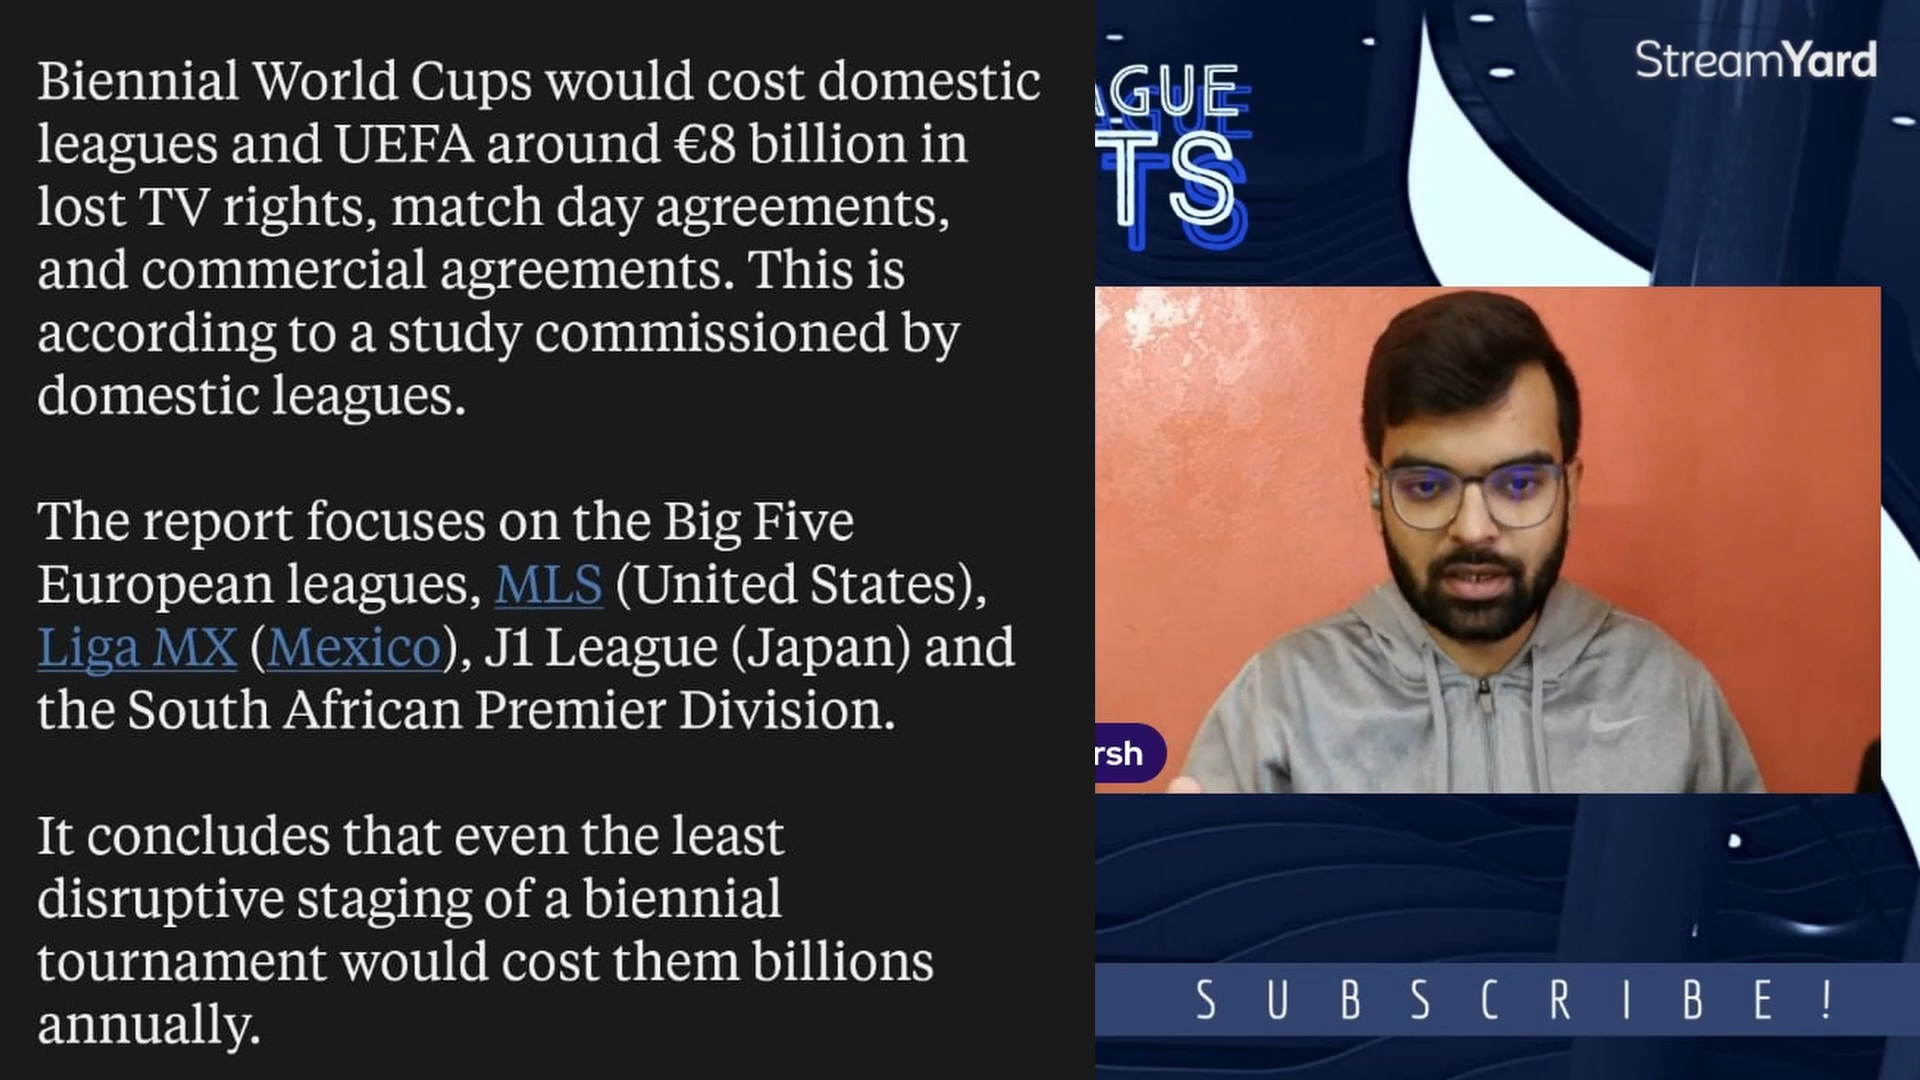 Biennial World Cups would cost domestic
leagues and UEFA around €8 billion in
lost TV rights, match day agreements,
and commercial agreements. This is
according to a study commissioned by
domestic leagues.
The report focuses on the Big Five
European leagues, MLS (United States),
Liga MX (Mexico), J1 League (Japan) and
the South African Premier Division.
It concludes that even the least
disruptive staging of a biennial
tournament would cost them billions
annually.
StreamYard
AGUE
TS
rsh
SUBSCRIBE!